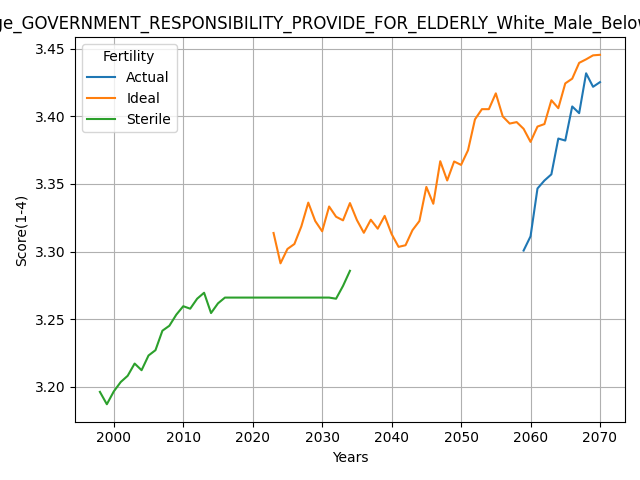 ge_GOVERNMENT_RESPONSIBILITY_PROVIDE_FOR_ELDERLY_White_Male_Below
Fertility
Actual
Ideal
Sterile
Score(1-4)
3.45
3.40
3.35
3.30
3.25
3.20
2000 2010 2020 2030 2040 2050 2060 2070
Years